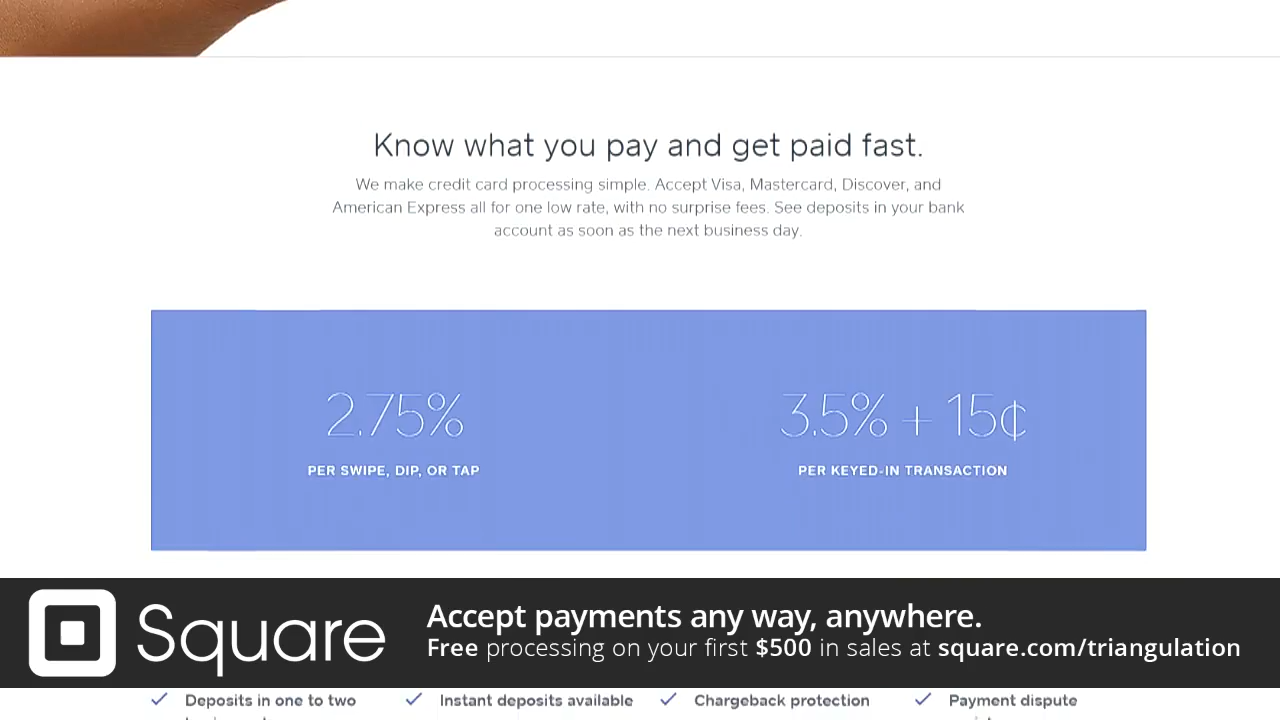 Know what you pay and get paid fast.
We make credit card processing simple. Accept Visa, Mastercard, Discover, and
American Express all for one low rate, with no surprise fees. See deposits in your bank
account as soon as the next business day.
2.75%
PER SWIPE, DIP, OR TAP
3.5% + 15¢
PER KEYED-IN TRANSACTION
Square
Accept payments any way, anywhere.
Free processing on your first $500 in sales at square.com/triangulation
Deposits in one to two
Instant deposits available
Chargeback protection
Payment dispute